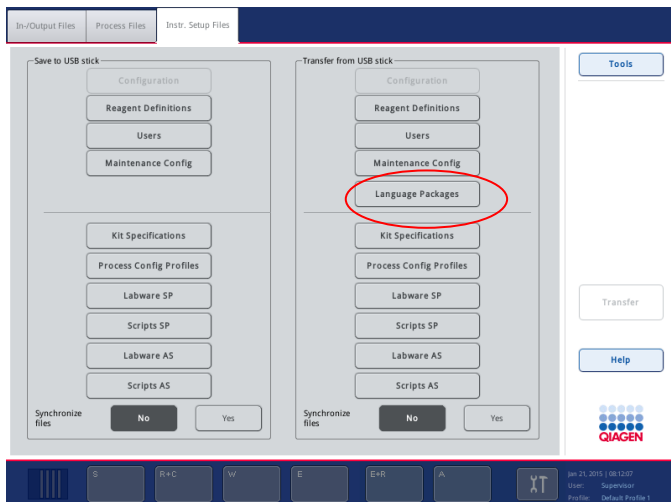 In-/Output Files
Process Files
Instr. Setup Files
Save to USB
stick
Configuration
Reagent Definitions
Users
Maintenance Config
Kit Specifications
Process Config Profiles
Labware SP
Scripts SP
Labware AS
Scripts AS
Synchronize
files
No
Yes
Transfer from
USB stick
Configuration
Reagent Definitions
Users
Maintenance Config
Language Packages
Kit Specifications
Process Config Profiles
Labware SP
Scripts SP
Labware AS
Scripts AS
Synchronize
files
No
Yes
Tools
Transfer
Help
QIAGEN
S
R+C
W
E
E+R
A
Jan 21, 2015 | 08:12:07
User: Supervisor
Profile: Default Profile 1